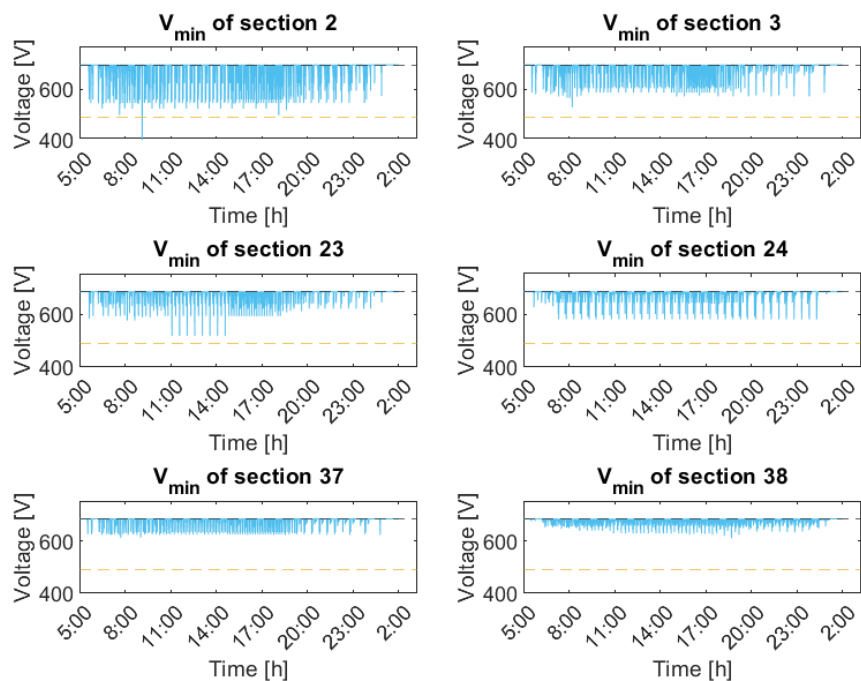 V_min of section 2
Voltage [V]
600
400
5:00 8:00 11:00 14:00 17:00 20:00 23:00 2:00
Time [h]
V_min of section 3
Voltage [V]
600
400
5:00 8:00 11:00 14:00 17:00 20:00 23:00 2:00
Time [h]
V_min of section 23
Voltage [V]
600
400
5:00 8:00 11:00 14:00 17:00 20:00 23:00 2:00
Time [h]
V_min of section 24
Voltage [V]
600
400
5:00 8:00 11:00 14:00 17:00 20:00 23:00 2:00
Time [h]
V_min of section 37
Voltage [V]
600
400
5:00 8:00 11:00 14:00 17:00 20:00 23:00 2:00
Time [h]
V_min of section 38
Voltage [V]
600
400
5:00 8:00 11:00 14:00 17:00 20:00 23:00 2:00
Time [h]